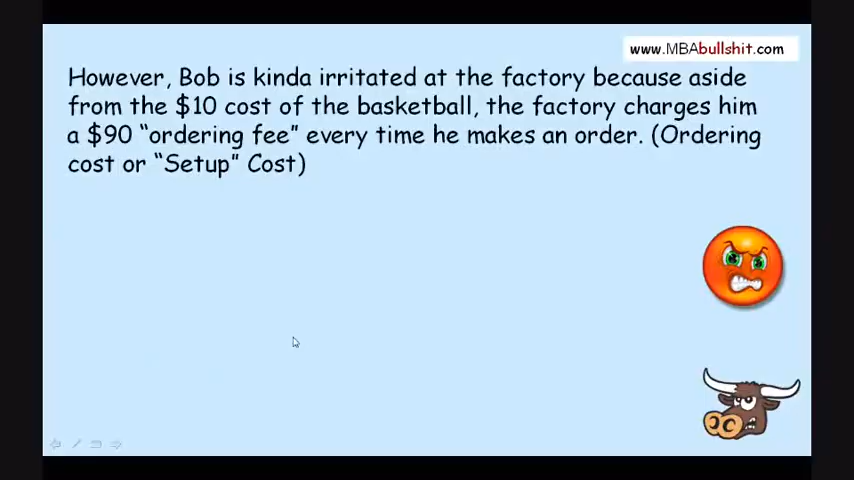 www.MBAbullshit.com
However, Bob is kinda irritated at the factory because aside
from the $10 cost of the basketball, the factory charges him
a $90 “ordering fee” every time he makes an order. (Ordering
cost or “Setup” Cost)